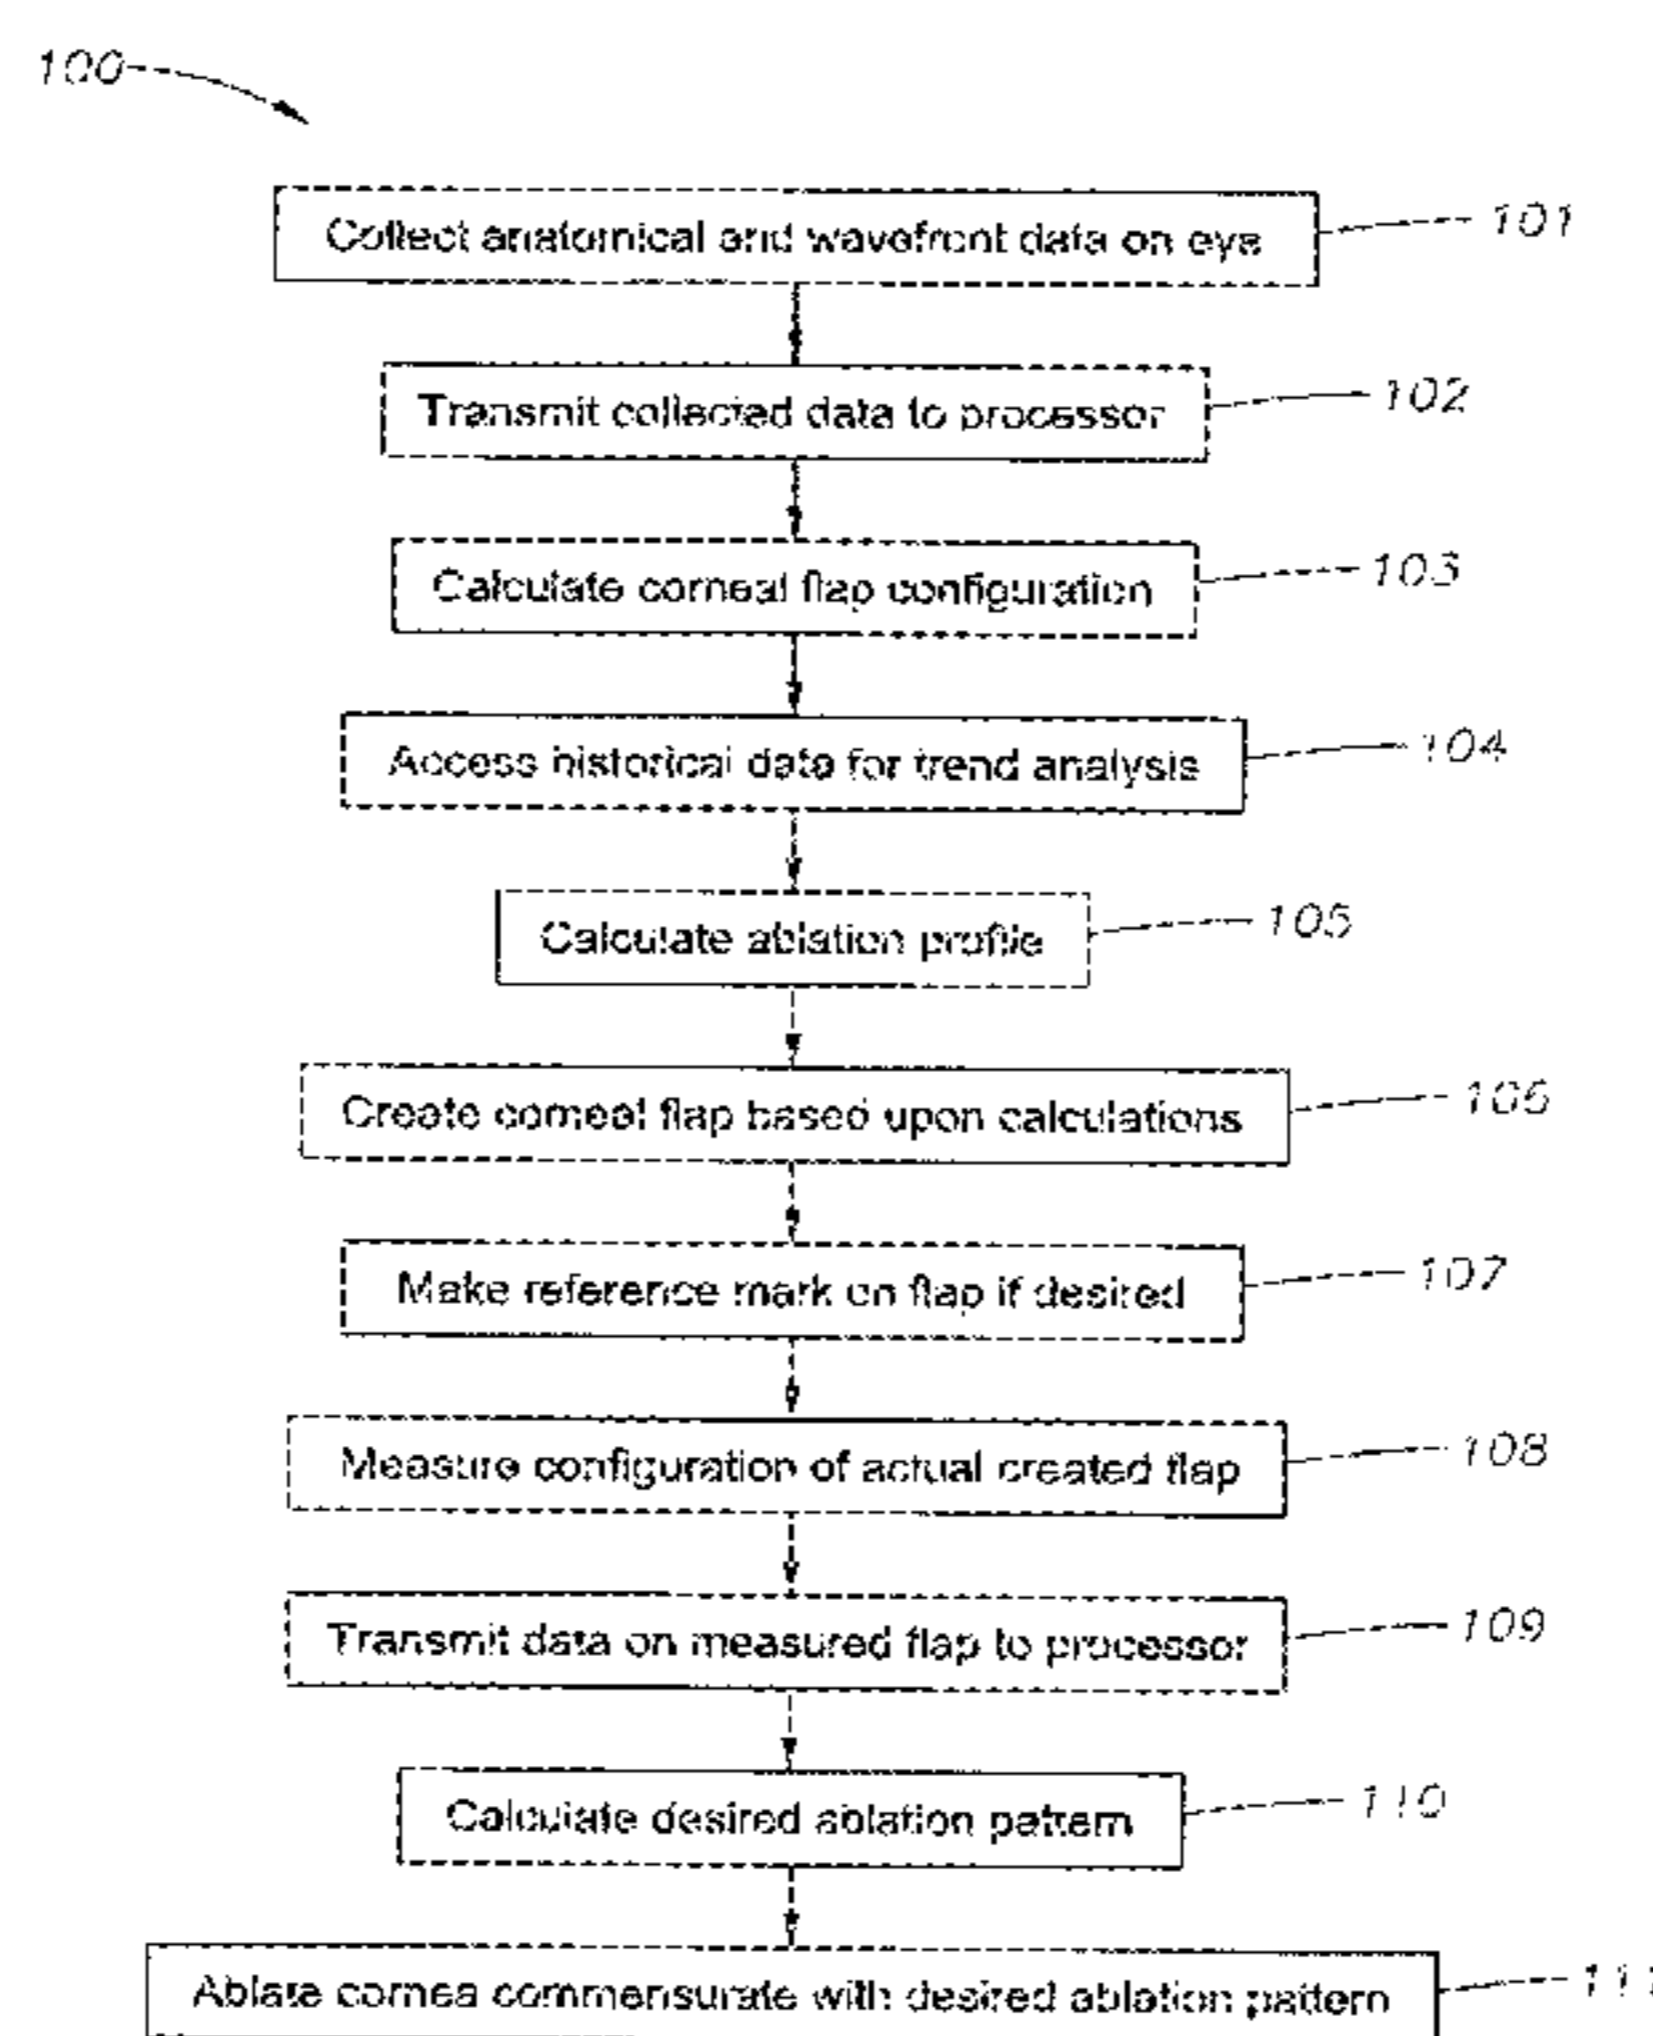 100
Collect anatomical and wavefront data on eye 101
Transmit collected data to processor 102
Calculate corneal flap configuration 103
Access historical data for trend analysis 104
Calculate ablation profile 105
Create corneal flap based upon calculations 106
Make reference mark on flap if desired 107
Measure configuration of actual created flap 108
Transmit data on measured flap to processor 109
Calculate desired ablation pattern 110
Ablate cornea commensurate with desired ablation pattern 111